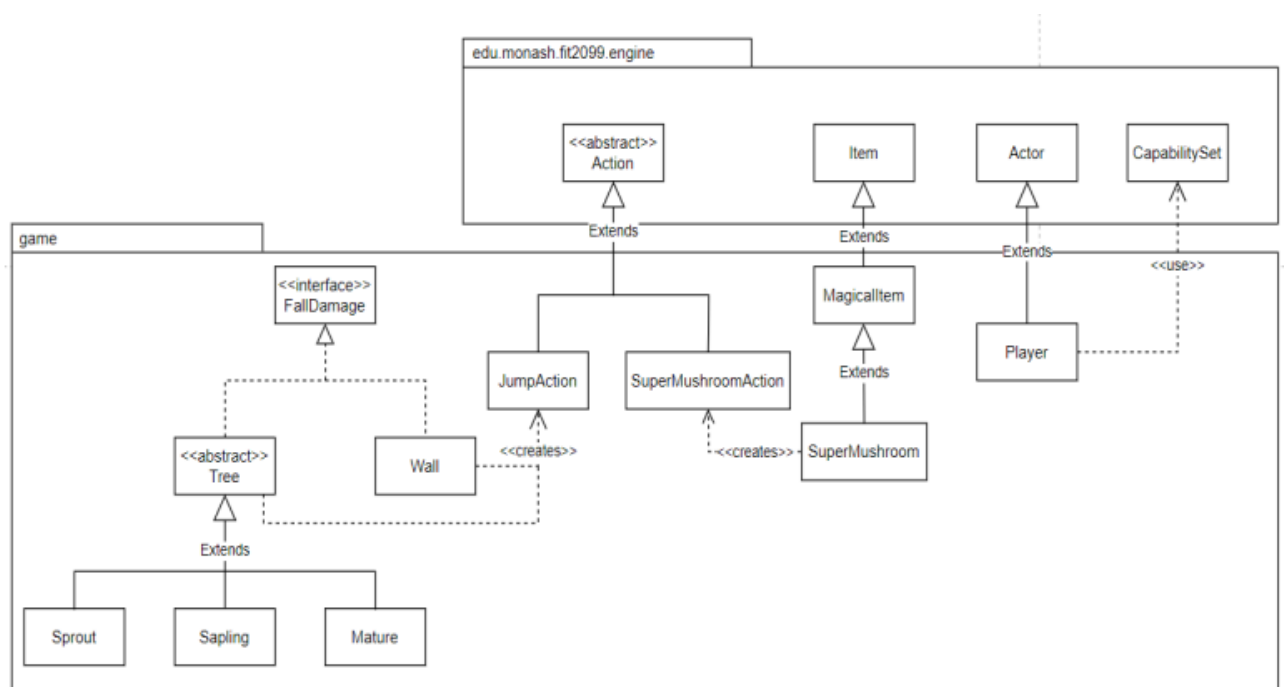 edu.monash.fit2099.engine
<<abstract>>
Action
Item
Actor
CapabilitySet
game
Extends
Extends
Extends
<<use>>
<<interface>>
FallDamage
MagicalItem
JumpAction
SuperMushroomAction
Player
Extends
<<abstract>>
Tree
Wall
<<creates>>
<<creates>>
SuperMushroom
Extends
Sprout
Sapling
Mature